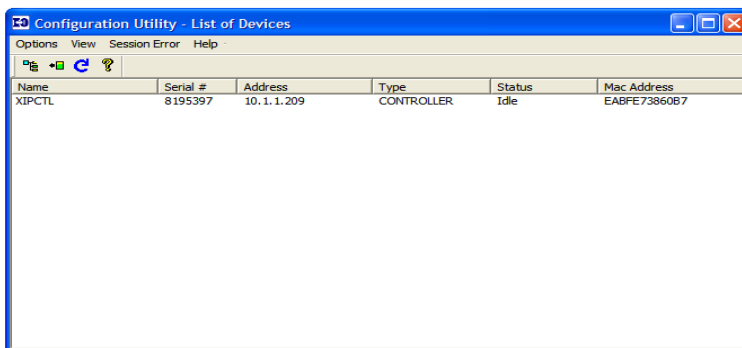 Configuration Utility - List of Devices
Options View Session Error Help
Name Serial # Address Type Status Mac Address
XIPCTL 8195397 10.1.1.209 CONTROLLER Idle EABFE73860B7